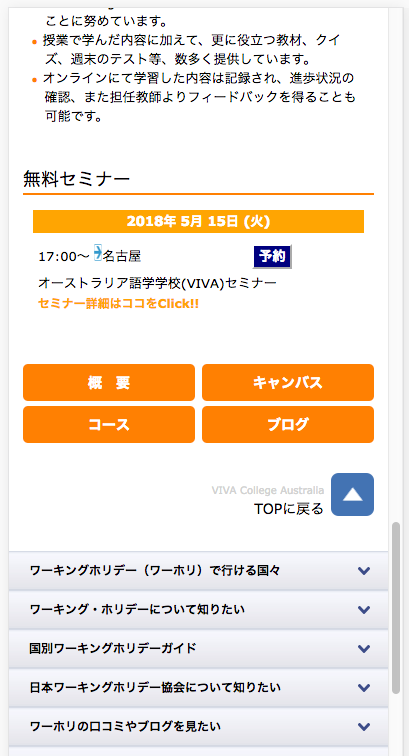 ことに努めています。
授業で学んだ内容に加えて、更に役立つ教材、クイ
ズ、週末のテスト等、数多く提供しています。
オンラインにて学習した内容は記録され、進歩状況の
確認、また担任教師よりフィードバックを得ることも
可能です。
無料セミナー
2018年 5月 15日 (火)
17:00～ 名古屋 予約
オーストラリア語学学校(VIVA)セミナー
セミナー詳細はココをClick!!
概　要 キャンパス
コース ブログ
VIVA College Australia
TOPに戻る
ワーキングホリデー（ワーホリ）で行ける国々
ワーキング・ホリデーについて知りたい
国別ワーキングホリデーガイド
日本ワーキングホリデー協会について知りたい
ワーホリの口コミやブログを見たい